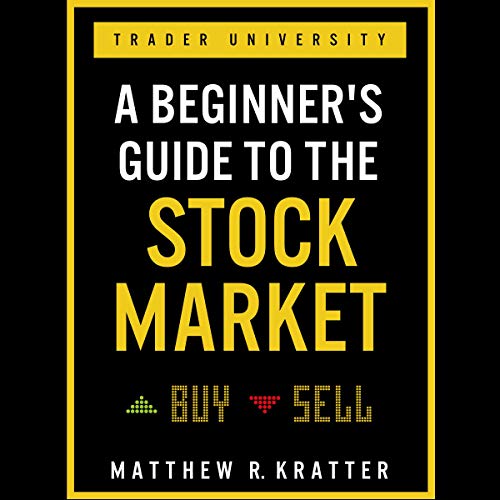 TRADER UNIVERSITY
A BEGINNER'S
GUIDE TO THE
STOCK
MARKET
BUY SELL
MATTHEW R. KRATTER